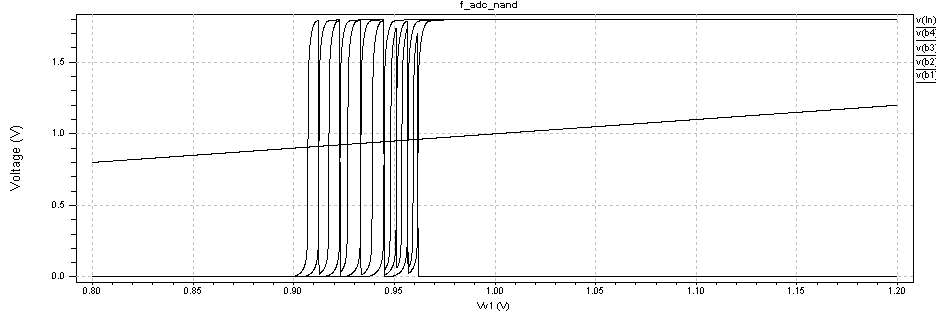 f_adc_nand
v(in)
v(b4)
v(b3)
v(b2)
v(b1)
1.5
1.0
0.5
0.0
Voltage (V)
0.80 0.85 0.90 0.95 1.00 1.05 1.10 1.15 1.20
Vv1 (V)